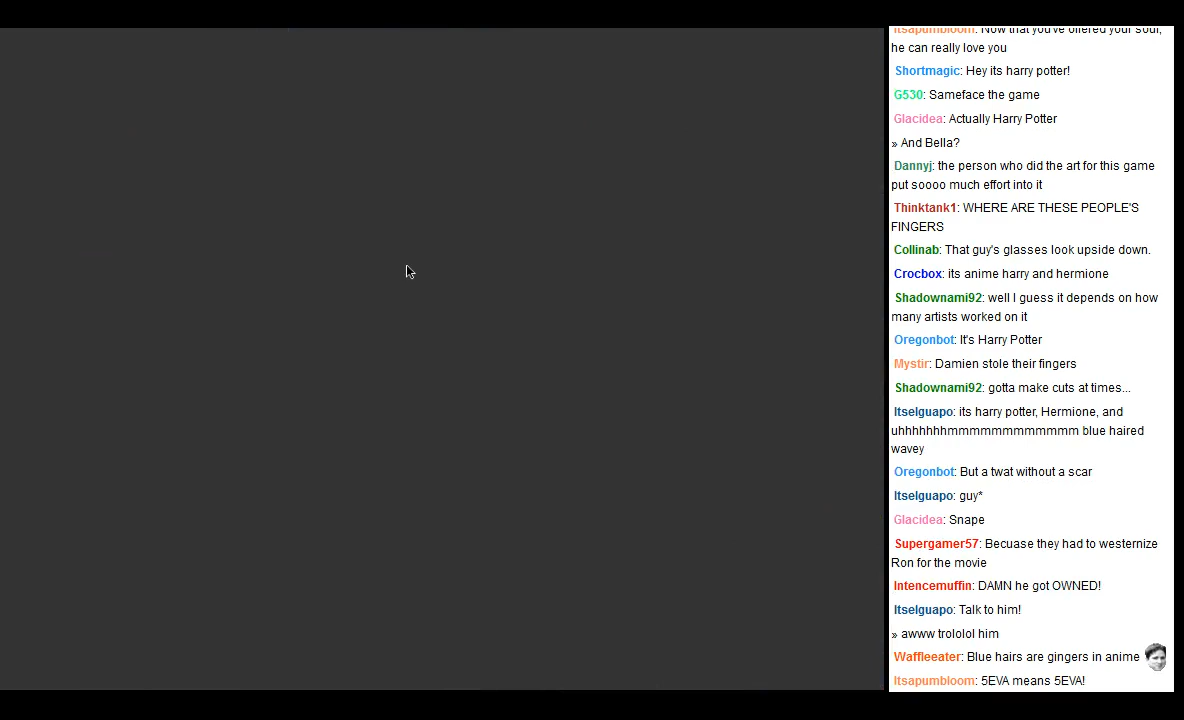 Itsapumbloom: Now that you've offered your soul,
he can really love you
Shortmagic: Hey its harry potter!
G530: Sameface the game
Glacidea: Actually Harry Potter
» And Bella?
Dannyj: the person who did the art for this game
put soooo much effort into it
Thinktank1: WHERE ARE THESE PEOPLE'S
FINGERS
Collinab: That guy's glasses look upside down.
Crocbox: its anime harry and hermione
Shadownami92: well I guess it depends on how
many artists worked on it
Oregonbot: It's Harry Potter
Mystir: Damien stole their fingers
Shadownami92: gotta make cuts at times...
Itselguapo: its harry potter, Hermione, and
uhhhhhhhmmmmmmmmmmmm blue haired
wavey
Oregonbot: But a twat without a scar
Itselguapo: guy*
Glacidea: Snape
Supergamer57: Becuase they had to westernize
Ron for the movie
Intencemuffin: DAMN he got OWNED!
Itselguapo: Talk to him!
» awww trololol him
Waffleeater: Blue hairs are gingers in anime
Itsapumbloom: 5EVA means 5EVA!